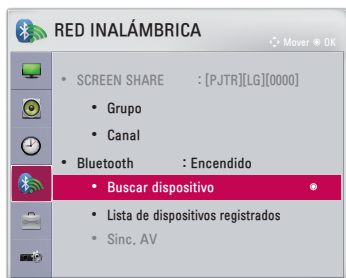 RED INALÁMBRICA
Mover OK
• SCREEN SHARE : [PJTR][LG][0000]
• Grupo
• Canal
• Bluetooth : Encendido
• Buscar dispositivo
• Lista de dispositivos registrados
• Sinc. AV